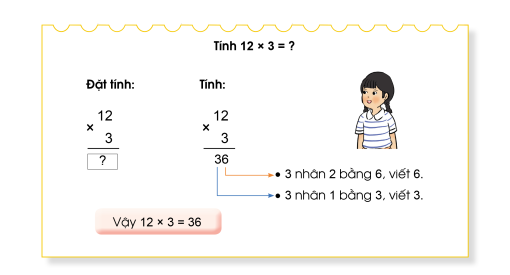 Tính 12 × 3 = ?
Đặt tính:
12
×
3
?
Tính:
12
×
3
36
• 3 nhân 2 bằng 6, viết 6.
• 3 nhân 1 bằng 3, viết 3.
Vậy 12 × 3 = 36